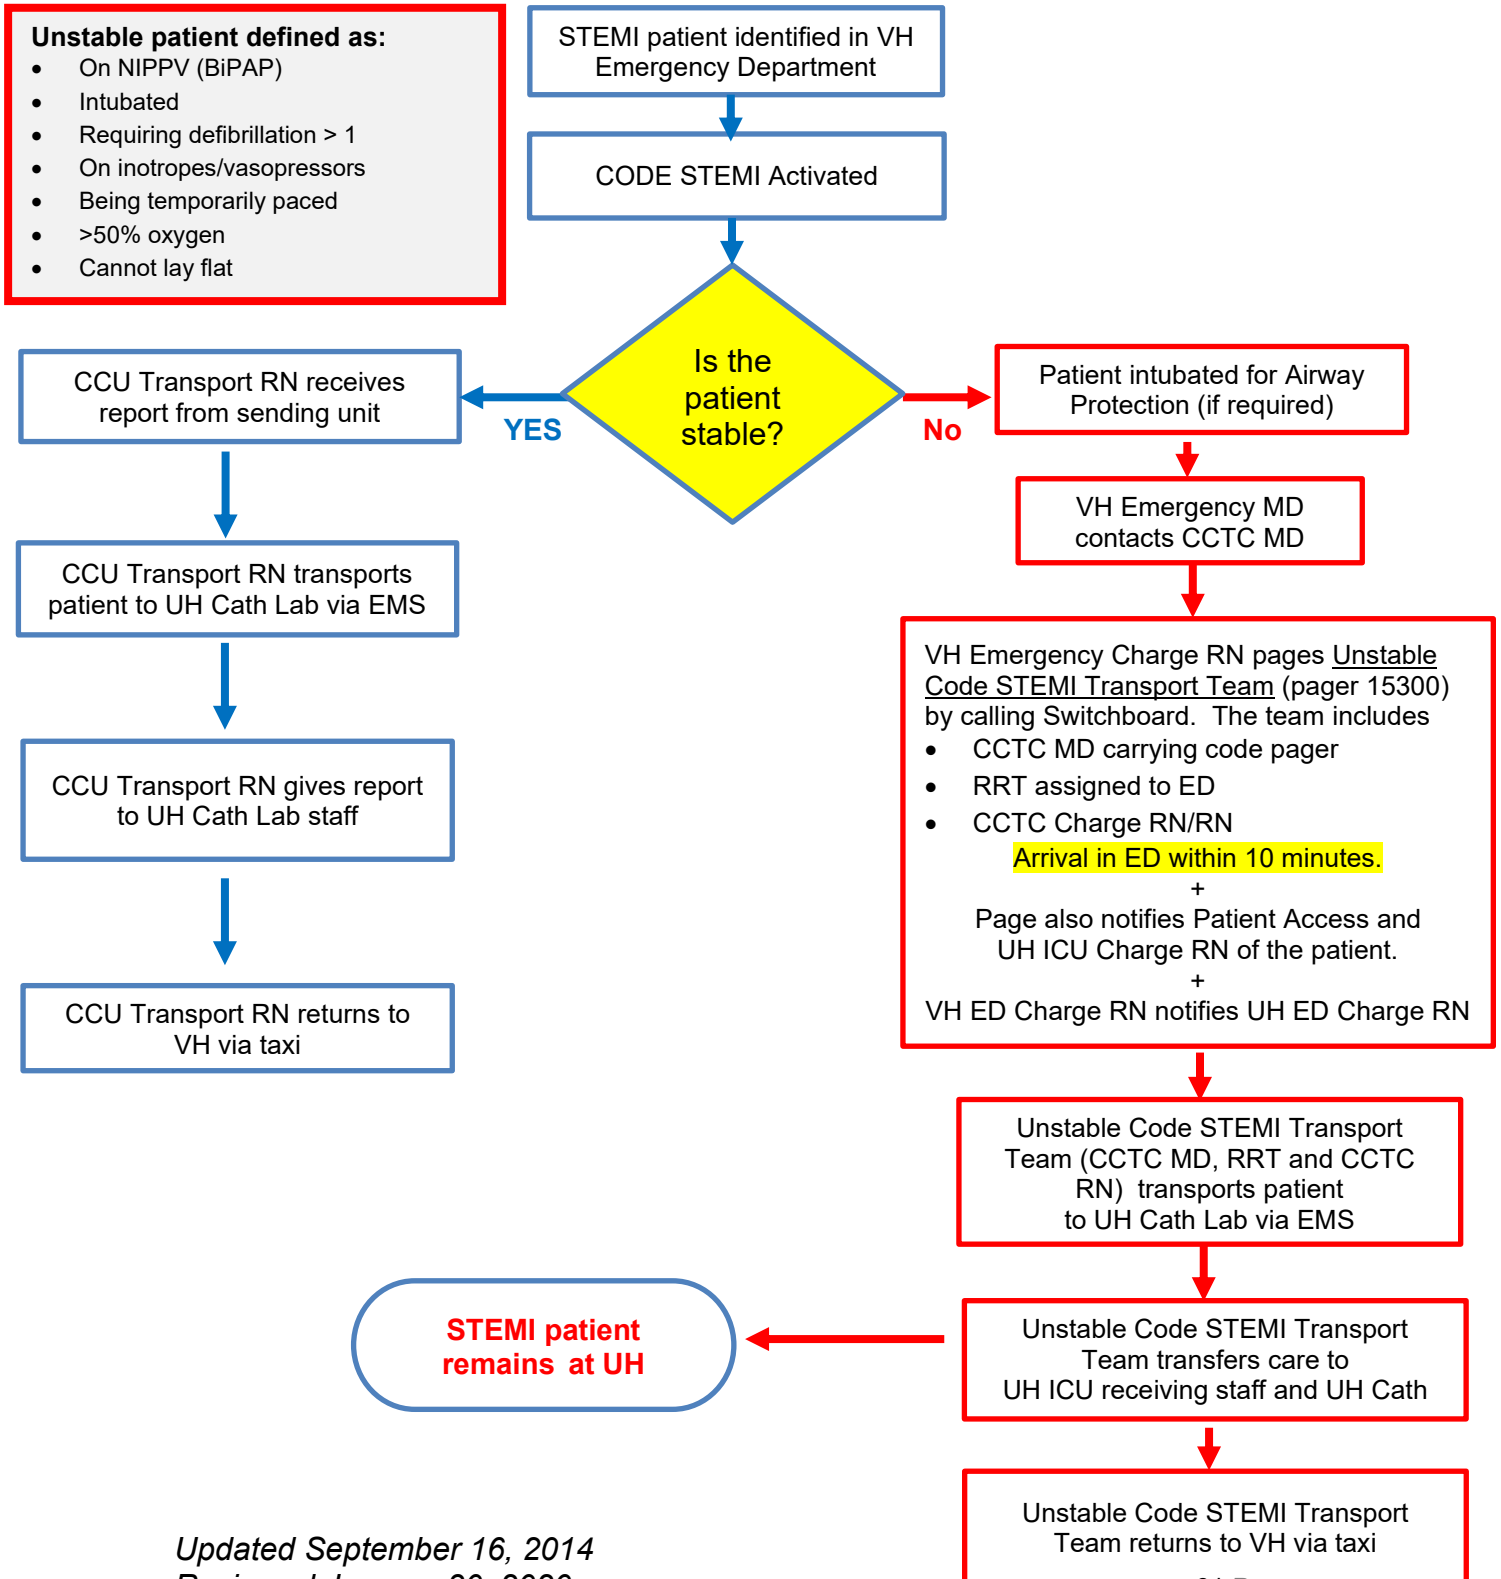 Unstable patient defined as:
• On NIPPV (BiPAP)
• Intubated
• Requiring defibrillation > 1
• On inotropes/vasopressors
• Being temporarily paced
• >50% oxygen
• Cannot lay flat
STEMI patient identified in VH
Emergency Department
CODE STEMI Activated
Is the
patient
stable?
YES
No
CCU Transport RN receives
report from sending unit
CCU Transport RN transports
patient to UH Cath Lab via EMS
CCU Transport RN gives report
to UH Cath Lab staff
CCU Transport RN returns to
VH via taxi
Patient intubated for Airway
Protection (if required)
VH Emergency MD
contacts CCTC MD
VH Emergency Charge RN pages Unstable
Code STEMI Transport Team (pager 15300)
by calling Switchboard. The team includes
• CCTC MD carrying code pager
• RRT assigned to ED
• CCTC Charge RN/RN
Arrival in ED within 10 minutes.
+
Page also notifies Patient Access and
UH ICU Charge RN of the patient.
+
VH ED Charge RN notifies UH ED Charge RN
Unstable Code STEMI Transport
Team (CCTC MD, RRT and CCTC
RN) transports patient
to UH Cath Lab via EMS
Unstable Code STEMI Transport
Team transfers care to
UH ICU receiving staff and UH Cath
STEMI patient
remains at UH
Unstable Code STEMI Transport
Team returns to VH via taxi
Updated September 16, 2014